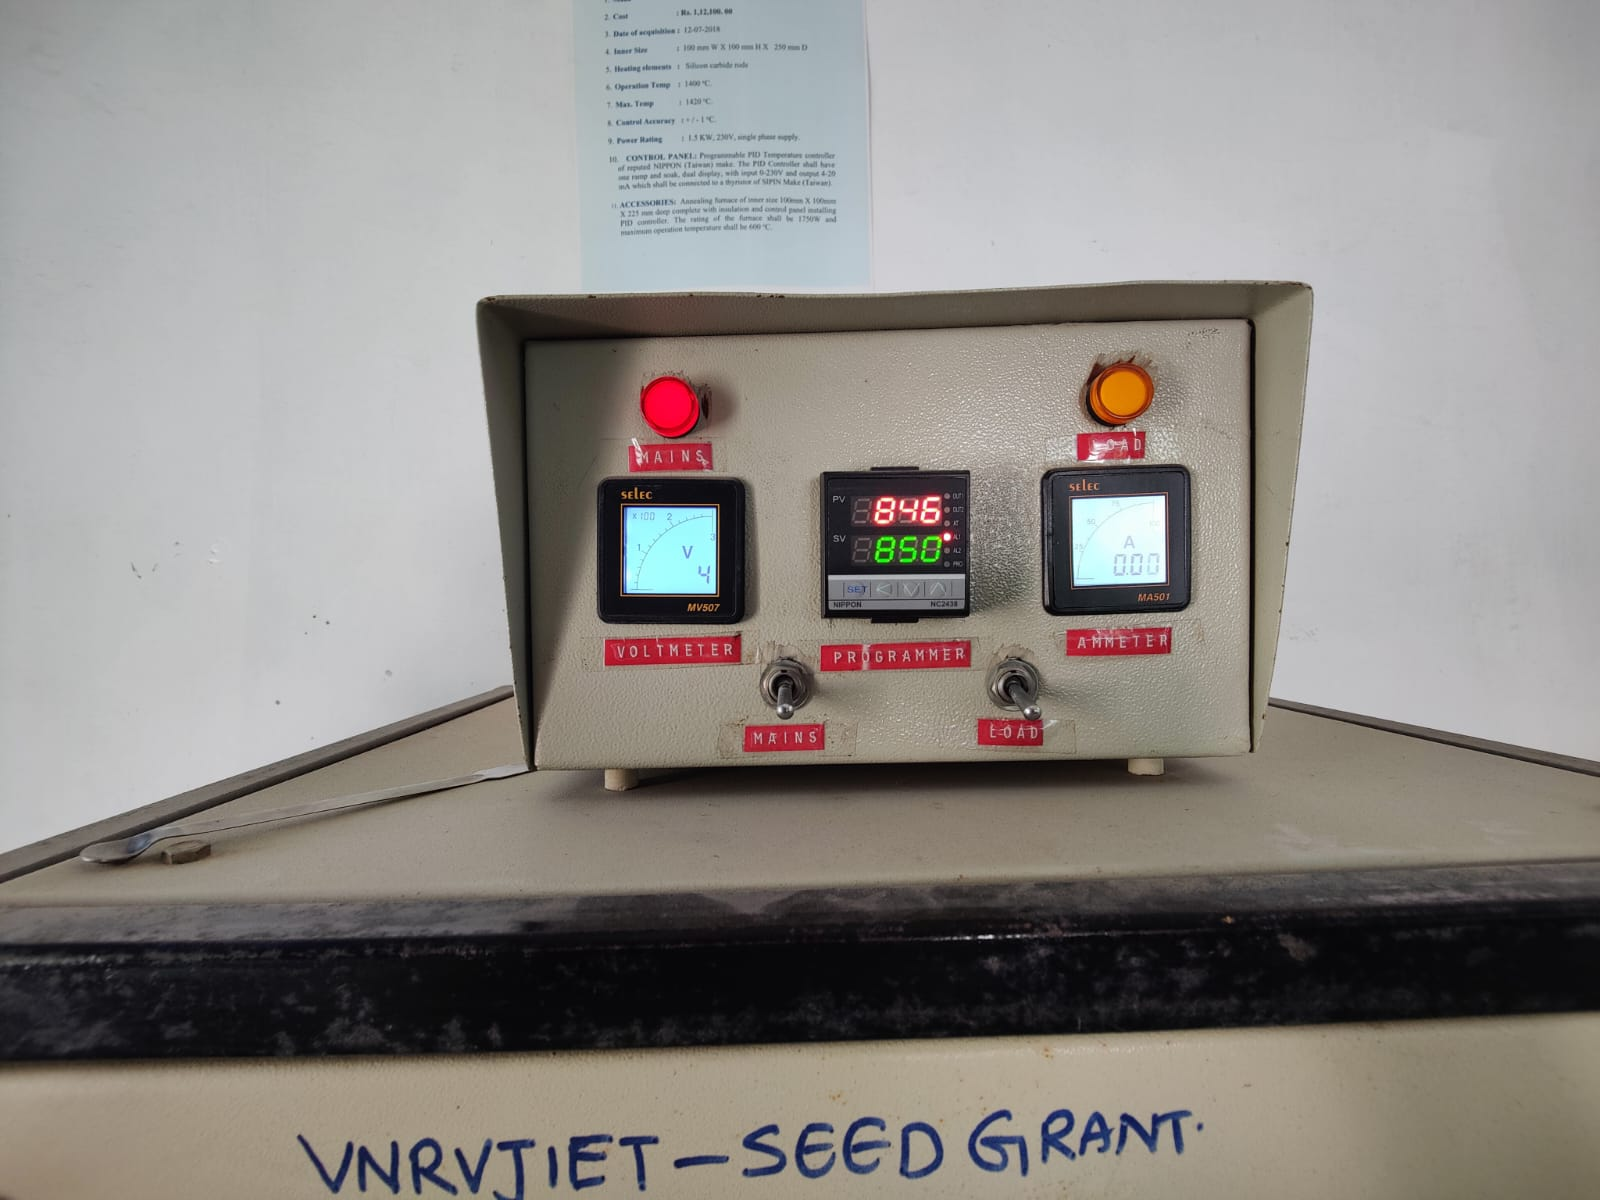 2. Cost : Rs. 1,12,100. 00
3. Date of acquisition : 12-07-2018
4. Inner Size : 100 mm W X 100 mm H X 250 mm D
5. Heating elements : Silicon carbide rods
6. Operation Temp : 1400 °C.
7. Max. Temp : 1420 °C.
8. Control Accuracy : + / - 1 °C.
9. Power Rating : 1.5 KW, 230V, single phase supply.
10. CONTROL PANEL: Programmable PID Temperature controller
of reputed NIPPON (Taiwan) make. The PID Controller shall have
one ramp and soak, dual display, with input 0-230V and output 4-20
mA which shall be connected to a thyristor of SIPIN Make (Taiwan).
11. ACCESSORIES: Annealing furnace of inner size 100mm X 100mm
X 225 mm deep complete with insulation and control panel installing
PID controller. The rating of the furnace shall be 1750W and
maximum operation temperature shall be 600 °C.
MAINS
LOAD
selec
X100 1 2 3
V
4
MV507
PV 846
SV 850
OUT1
OUT2
AT
AL1
AL2
PRO
SET
NIPPON NC2438
selec
25 50 75 100
A
0.00
MA501
VOLTMETER
PROGRAMMER
AMMETER
MAINS
LOAD
VNRVJIET - SEED GRANT.